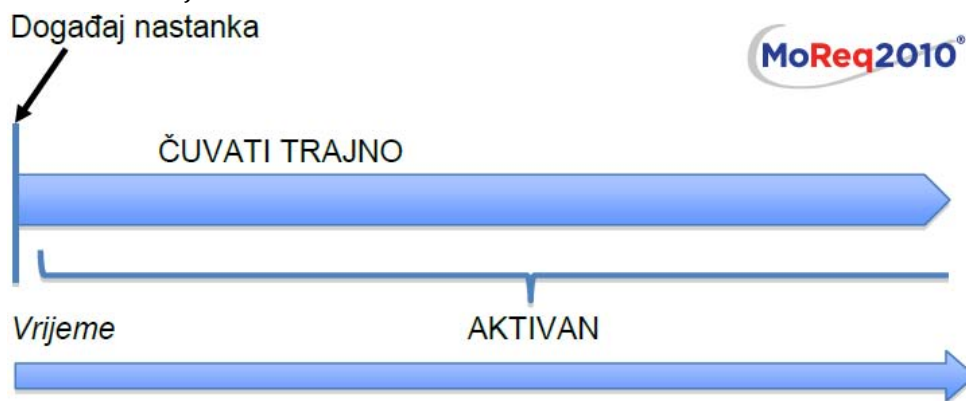 Događaj nastanka
MoReq2010®
ČUVATI TRAJNO
Vrijeme
AKTIVAN